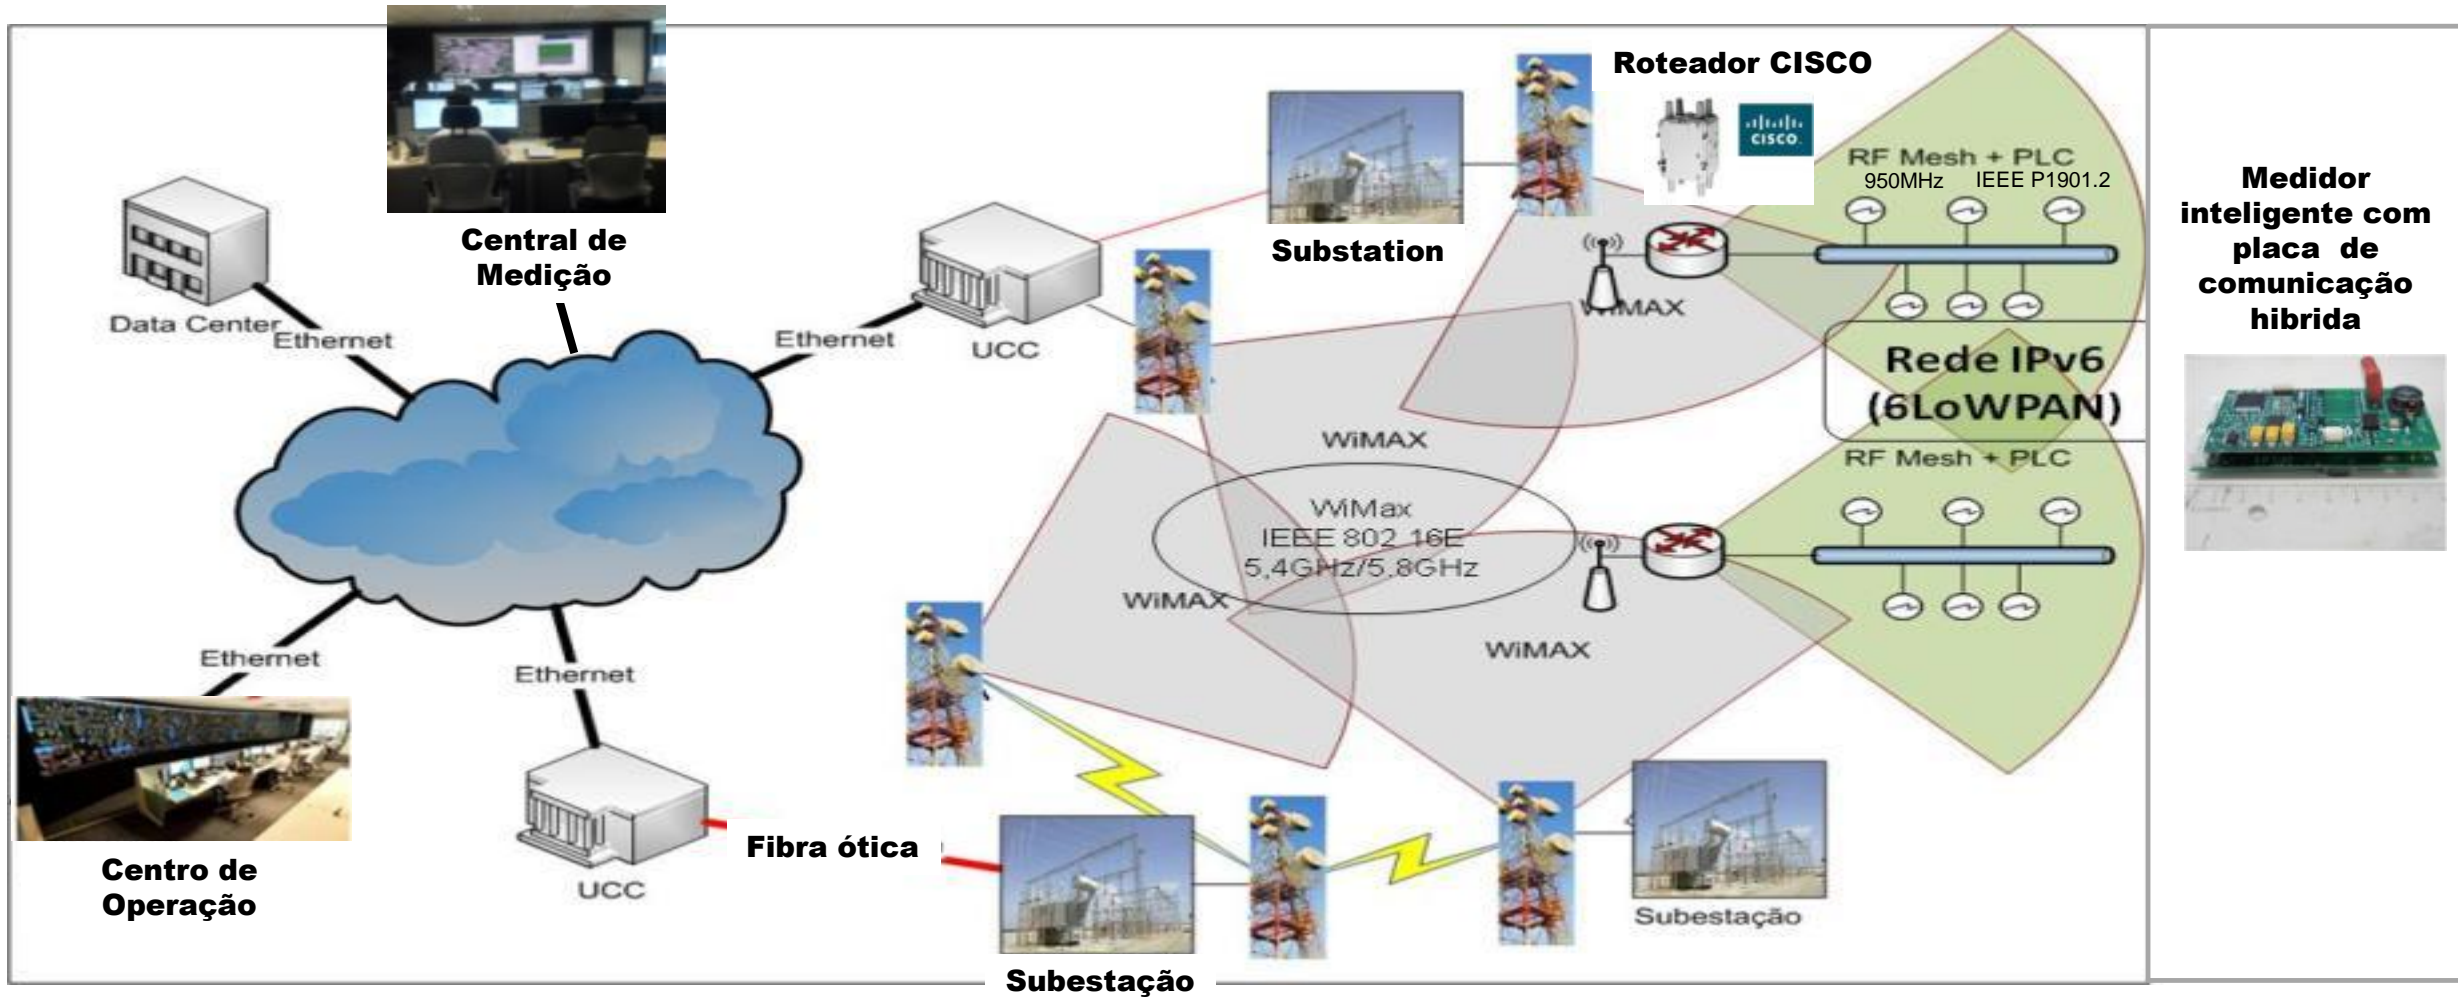 Roteador CISCO
CISCO
RF Mesh + PLC
950MHz
IEEE P1901.2
Central de
Medição
Substation
Medidor
inteligente com
placa de
comunicação
hibrida
Data Center
Ethernet
Ethernet
UCC
WiMAX
Rede IPv6
(6LoWPAN)
WiMAX
RF Mesh + PLC
WiMax
IEEE 802 16E
5,4GHz/5.8GHz
WiMAX
WiMAX
Ethernet
Ethernet
Fibra ótica
Centro de
Operação
UCC
Subestação
Subestação